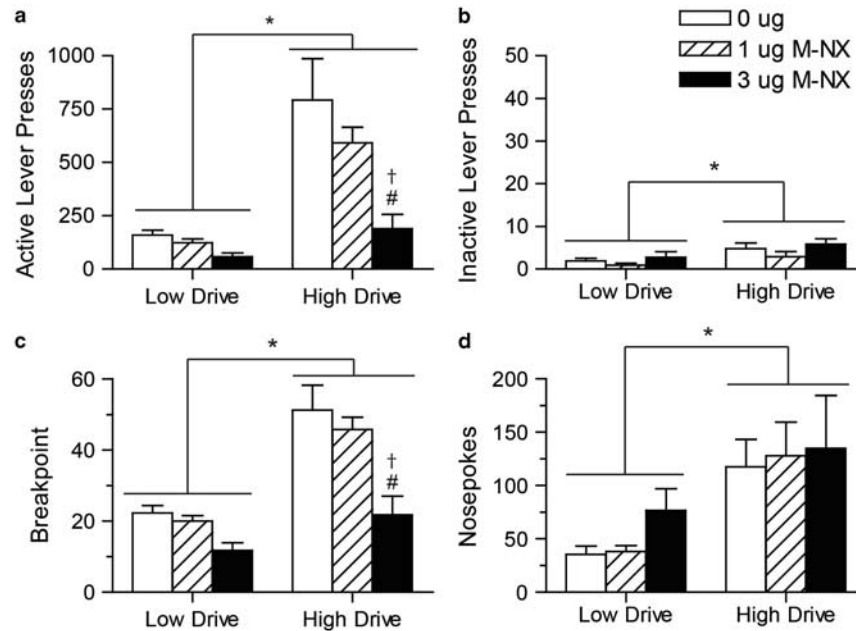 a
*
1000
750
500
250
0
Active Lever Presses
†
#
Low Drive
High Drive
b
0 ug
1 ug M-NX
3 ug M-NX
50
40
30
20
10
0
Inactive Lever Presses
*
Low Drive
High Drive
c
*
60
40
20
0
Breakpoint
†
#
Low Drive
High Drive
d
*
200
150
100
50
0
Nosepokes
Low Drive
High Drive